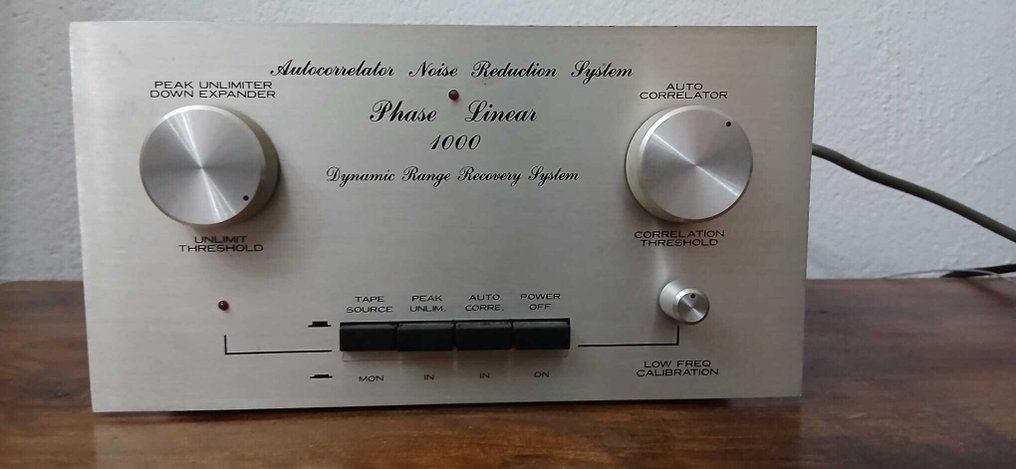 Autocorrelator Noise Reduction System
PEAK UNLIMITER
DOWN EXPANDER
Phase Linear
1000
Dynamic Range Recovery System
AUTO
CORRELATOR
UNLIMIT
THRESHOLD
CORRELATION
THRESHOLD
TAPE
SOURCE
PEAK
UNLIM.
AUTO
CORRE.
POWER
OFF
MON
IN
IN
ON
LOW FREQ
CALIBRATION